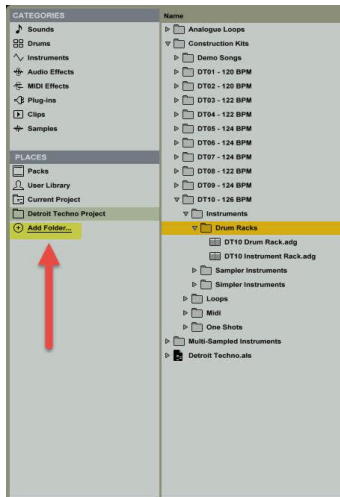 CATEGORIES
Sounds
Drums
Instruments
Audio Effects
MIDI Effects
Plug-ins
Clips
Samples
PLACES
Packs
User Library
Current Project
Detroit Techno Project
Add Folder...
Name
Analogue Loops
Construction Kits
Demo Songs
DT01 - 120 BPM
DT02 - 120 BPM
DT03 - 122 BPM
DT04 - 122 BPM
DT05 - 124 BPM
DT06 - 124 BPM
DT07 - 124 BPM
DT08 - 122 BPM
DT09 - 124 BPM
DT10 - 126 BPM
Instruments
Drum Racks
DT10 Drum Rack.adg
DT10 Instrument Rack.adg
Sampler Instruments
Simpler Instruments
Loops
Midi
One Shots
Multi-Sampled Instruments
Detroit Techno.als